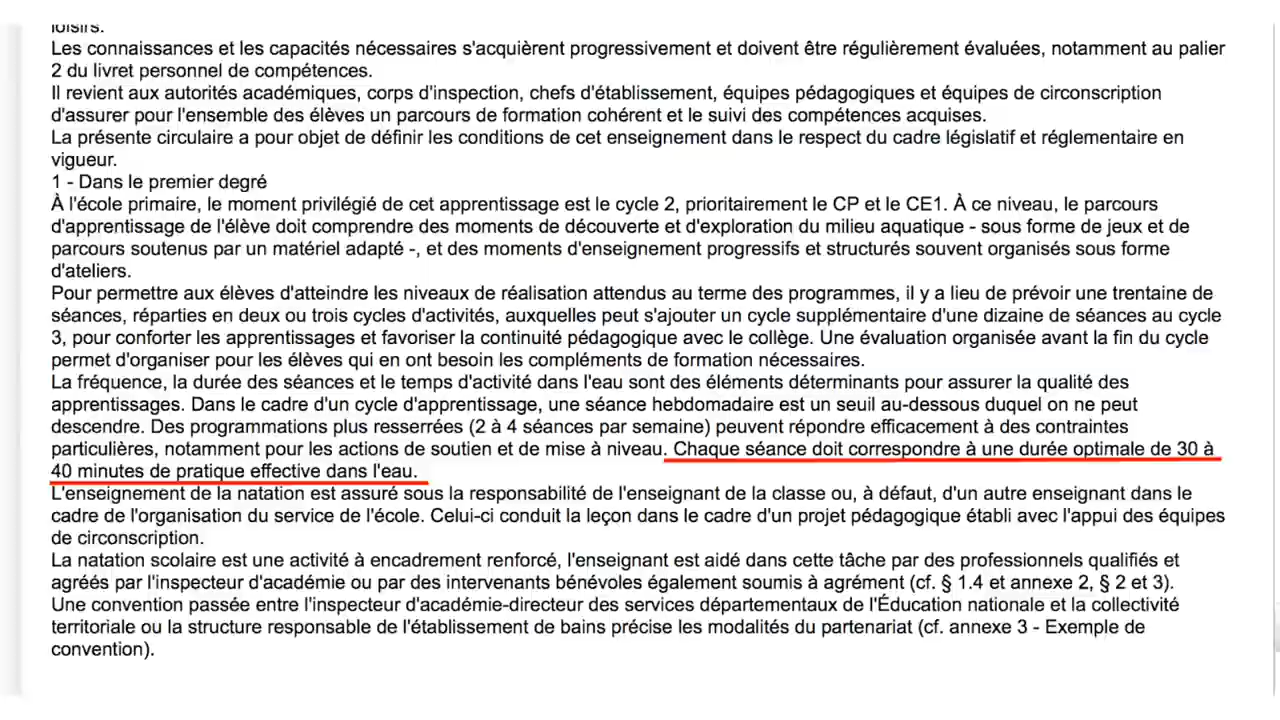 loisirs.
Les connaissances et les capacités nécessaires s'acquièrent progressivement et doivent être régulièrement évaluées, notamment au palier
2 du livret personnel de compétences.
Il revient aux autorités académiques, corps d'inspection, chefs d'établissement, équipes pédagogiques et équipes de circonscription
d'assurer pour l'ensemble des élèves un parcours de formation cohérent et le suivi des compétences acquises.
La présente circulaire a pour objet de définir les conditions de cet enseignement dans le respect du cadre législatif et réglementaire en
vigueur.
1 - Dans le premier degré
À l'école primaire, le moment privilégié de cet apprentissage est le cycle 2, prioritairement le CP et le CE1. À ce niveau, le parcours
d'apprentissage de l'élève doit comprendre des moments de découverte et d'exploration du milieu aquatique - sous forme de jeux et de
parcours soutenus par un matériel adapté -, et des moments d'enseignement progressifs et structurés souvent organisés sous forme
d'ateliers.
Pour permettre aux élèves d'atteindre les niveaux de réalisation attendus au terme des programmes, il y a lieu de prévoir une trentaine de
séances, réparties en deux ou trois cycles d'activités, auxquelles peut s'ajouter un cycle supplémentaire d'une dizaine de séances au cycle
3, pour conforter les apprentissages et favoriser la continuité pédagogique avec le collège. Une évaluation organisée avant la fin du cycle
permet d'organiser pour les élèves qui en ont besoin les compléments de formation nécessaires.
La fréquence, la durée des séances et le temps d'activité dans l'eau sont des éléments déterminants pour assurer la qualité des
apprentissages. Dans le cadre d'un cycle d'apprentissage, une séance hebdomadaire est un seuil au-dessous duquel on ne peut
descendre. Des programmations plus resserrées (2 à 4 séances par semaine) peuvent répondre efficacement à des contraintes
particulières, notamment pour les actions de soutien et de mise à niveau. Chaque séance doit correspondre à une durée optimale de 30 à
40 minutes de pratique effective dans l'eau.
L'enseignement de la natation est assuré sous la responsabilité de l'enseignant de la classe ou, à défaut, d'un autre enseignant dans le
cadre de l'organisation du service de l'école. Celui-ci conduit la leçon dans le cadre d'un projet pédagogique établi avec l'appui des équipes
de circonscription.
La natation scolaire est une activité à encadrement renforcé, l'enseignant est aidé dans cette tâche par des professionnels qualifiés et
agréés par l'inspecteur d'académie ou par des intervenants bénévoles également soumis à agrément (cf. § 1.4 et annexe 2, § 2 et 3).
Une convention passée entre l'inspecteur d'académie-directeur des services départementaux de l'Éducation nationale et la collectivité
territoriale ou la structure responsable de l'établissement de bains précise les modalités du partenariat (cf. annexe 3 - Exemple de
convention).